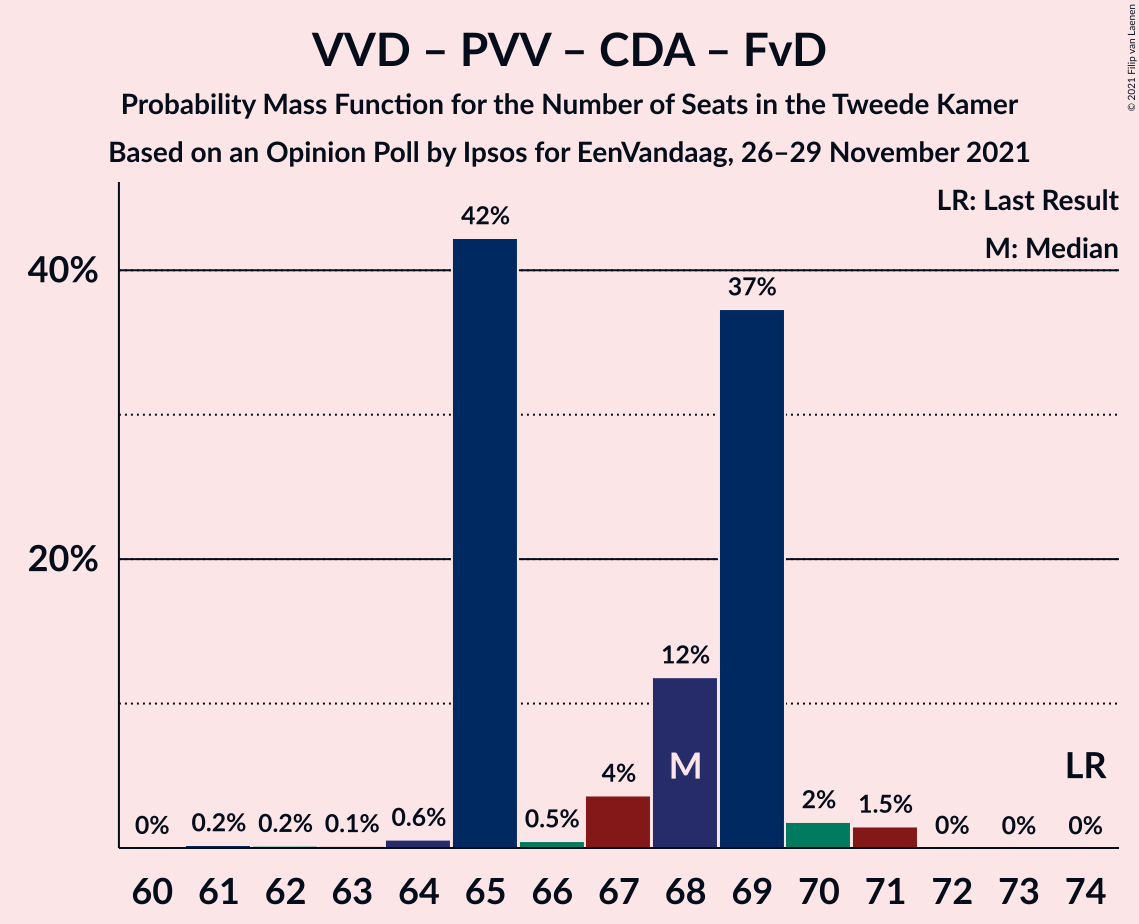 VVD – PVV – CDA – FvD
Probability Mass Function for the Number of Seats in the Tweede Kamer
Based on an Opinion Poll by Ipsos for EenVandaag, 26–29 November 2021
© 2021 Filip van Laenen
LR: Last Result
M: Median
40%
20%
0%
0.2%
0.2%
0.1%
0.6%
42%
0.5%
4%
12%
37%
2%
1.5%
0%
0%
0%
M
LR
60 61 62 63 64 65 66 67 68 69 70 71 72 73 74